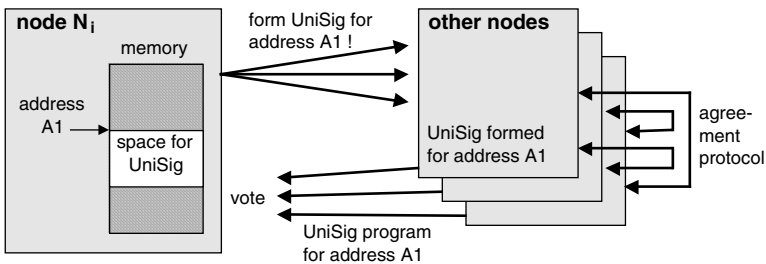 node Ni
memory
address
A1
space for
UniSig
form UniSig for
address A1 !
other nodes
UniSig formed
for address A1
agree-
ment
protocol
vote
UniSig program
for address A1